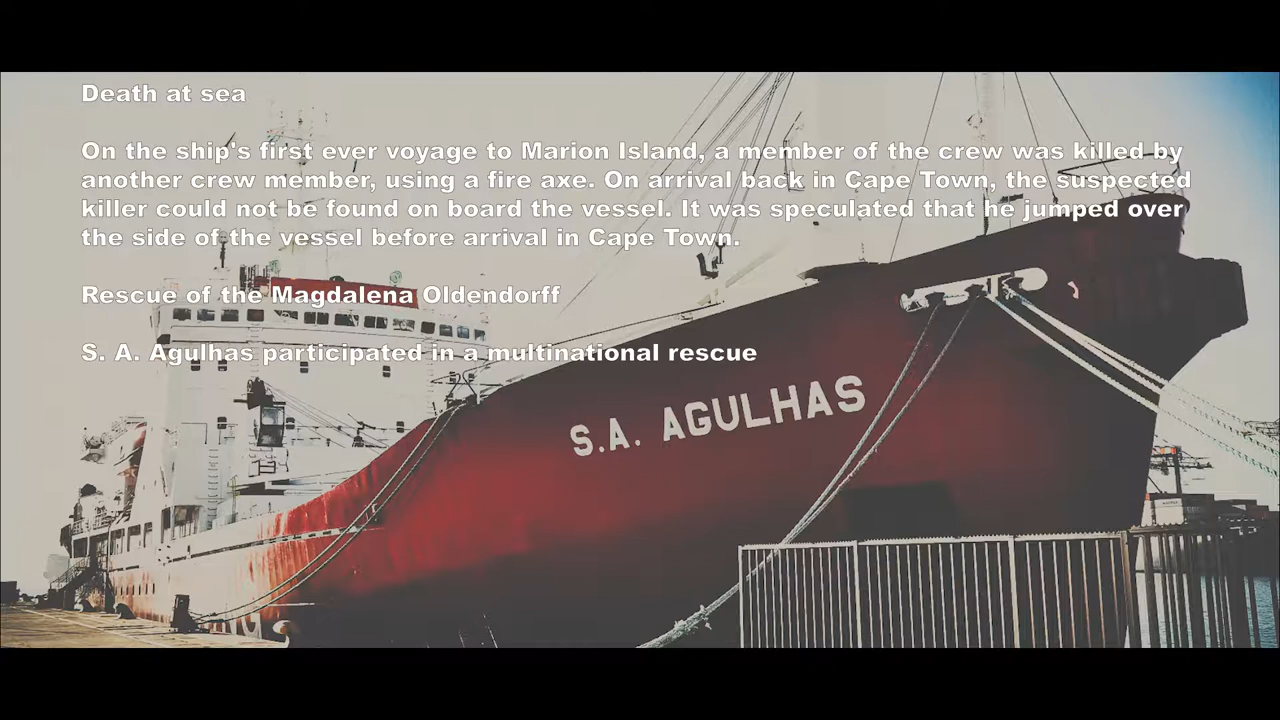 Death at sea
On the ship's first ever voyage to Marion Island, a member of the crew was killed by
another crew member, using a fire axe. On arrival back in Cape Town, the suspected
killer could not be found on board the vessel. It was speculated that he jumped over
the side of the vessel before arrival in Cape Town.
Rescue of the Magdalena Oldendorff
S. A. Agulhas participated in a multinational rescue
S.A. AGULHAS